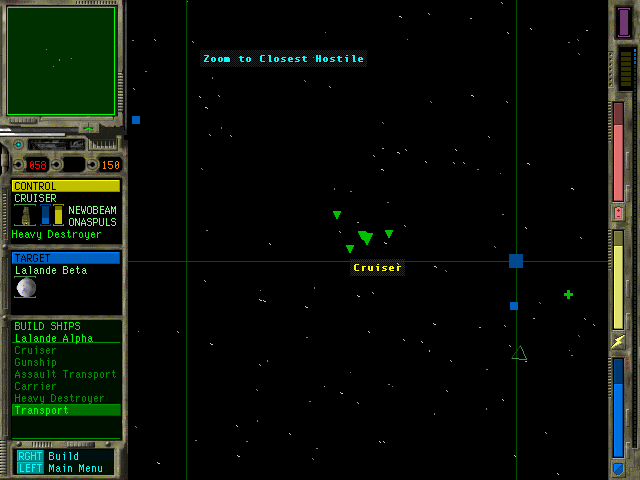 Zoom to Closest Hostile
058 150
CONTROL
CRUISER
NEWOBEAM
ONASPULS
Heavy Destroyer
TARGET
Lalande Beta
Cruiser
BUILD SHIPS
Lalande Alpha
Cruiser
Gunship
Assault Transport
Carrier
Heavy Destroyer
Transport
RGHT Build
LEFT Main Menu